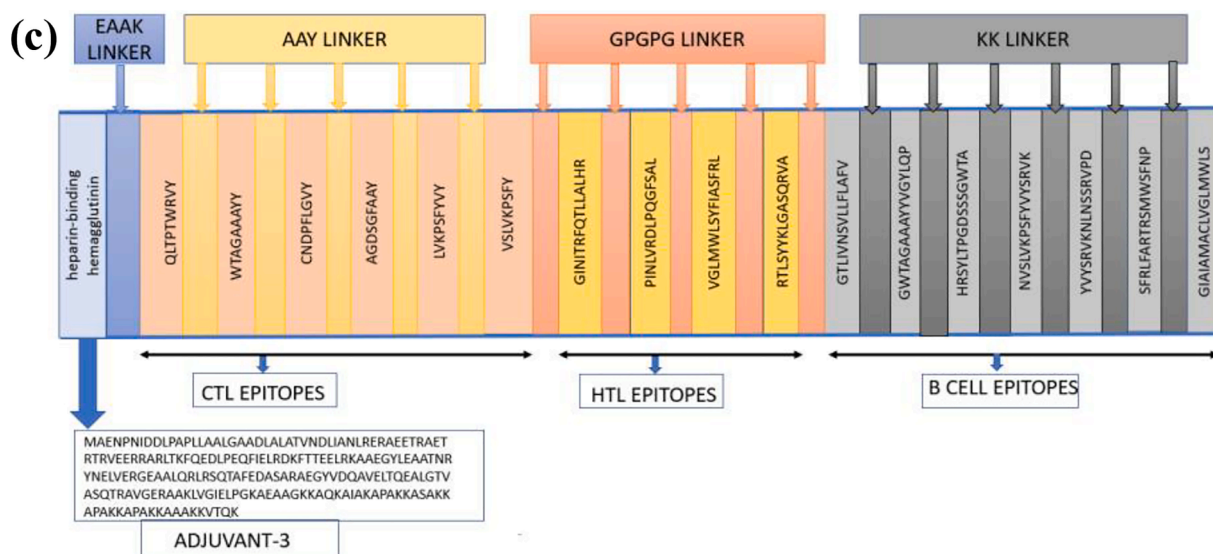 (c)
EAAK
LINKER
AAY LINKER
GPGPG LINKER
KK LINKER
heparin-binding
hemagglutinin
QLTPTWRVY
WTAGAAAYY
CNDPFLGVY
AGDSGFAAY
LVKPSFYVY
VSLVKPSFY
GINITRFQTLLALHR
PINLVRDLPQGFSAL
VGLMWLSYFIASFRL
RTLSYYKLGASQRVA
GTLIVNSVLLFLAFV
GWTAGAAAYYVGYLQP
HRSYLTPGDSSSGWTA
NVSLVKPSFYVYSRVK
YVYSRVKNLNSSRVPD
SFRLFARTRSMWSFNP
GIAIAMACLVGLMWLS
CTL EPITOPES
HTL EPITOPES
B CELL EPITOPES
MAENPNIDDLPAPLLAALGAADLALATVNDLIANLRERAEETRAET
RTRVEERRARLTKFQEDLPEQFIELRDKFTTEELRKAAEGYLEAATNR
YNELVERGEAALQRLRSQTAFEDASARAEGYVDQAVELTQEALGTV
ASQTRAVGERAAKLVGIELPGKAEAAGKKAQKAIAKAPAKKASAKK
APAKKAPAKKAAAKKVTQK
ADJUVANT-3